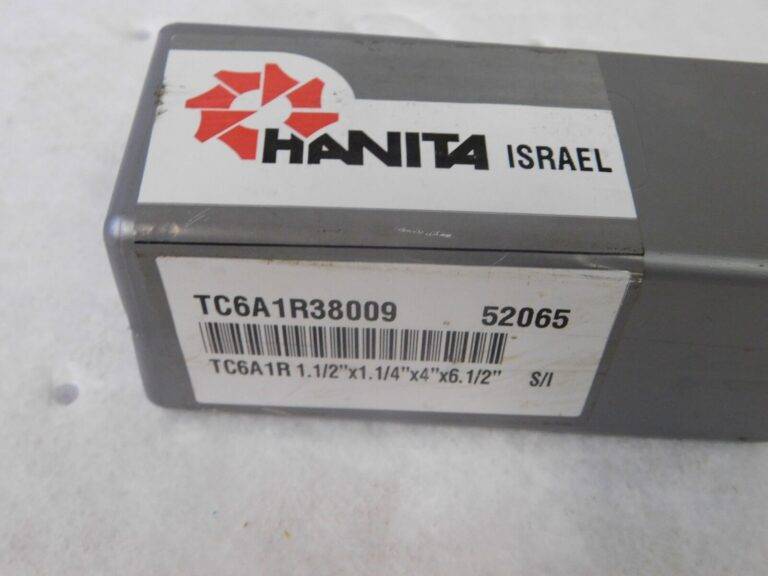 HANITA ISRAEL
TC6A1R38009 52065
TC6A1R 1.1/2"x1.1/4"x4"x6.1/2" S/I